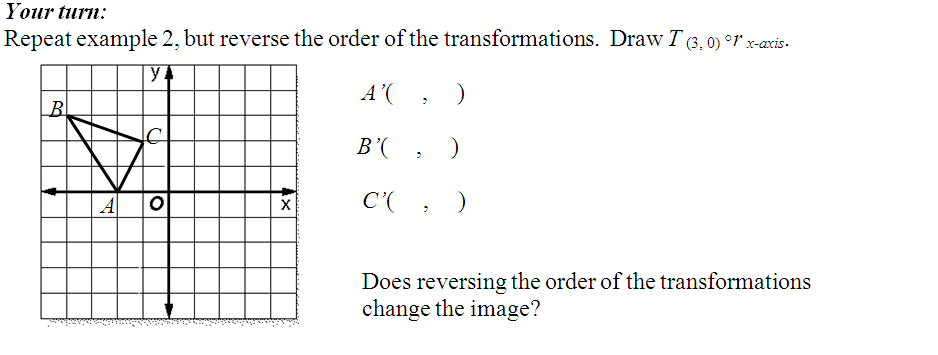 Your turn:
Repeat example 2, but reverse the order of the transformations. Draw T (3, 0) °r x-axis.
y
B
C
A
O
x
A’( , )
B’( , )
C’( , )
Does reversing the order of the transformations
change the image?